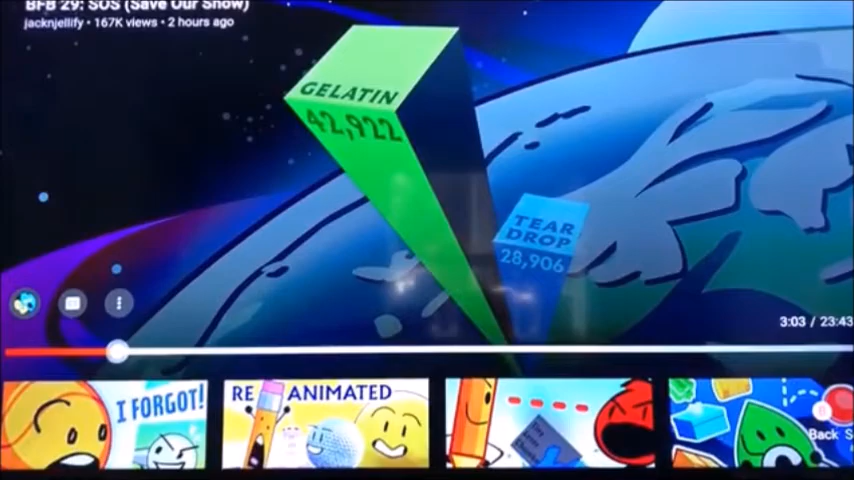 BFB 29: SOS (Save Our Show)
jacknjellify • 167K views • 2 hours ago
GELATIN
42,922
TEAR
DROP
28,906
3:03 / 23:43
I FORGOT!
RE ANIMATED
Back